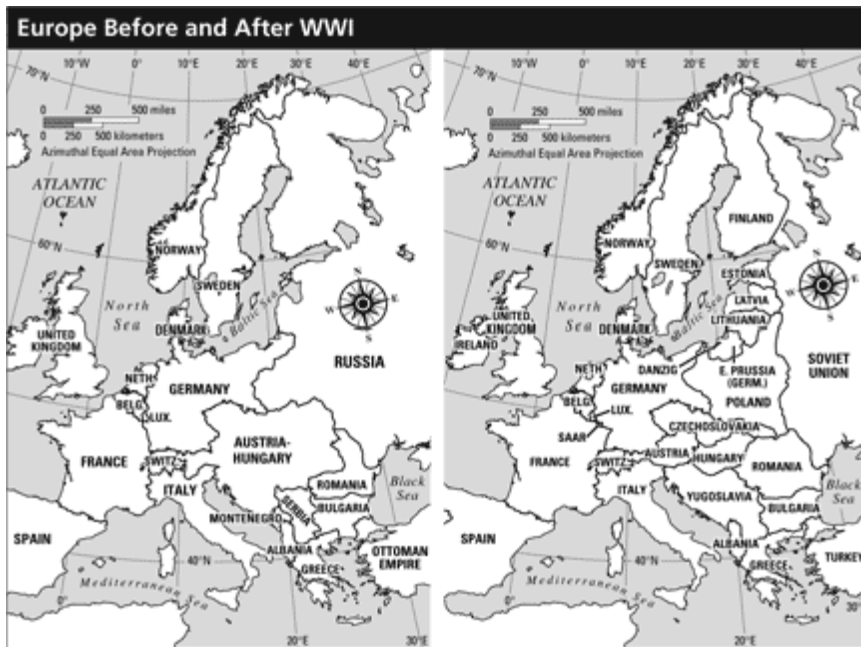 Europe Before and After WWI
10°W
0°
10°E
20°E
30°E
40°E
70°N
0 250 500 miles
0 250 500 kilometers
Azimuthal Equal Area Projection
ATLANTIC
OCEAN
60°N
NORWAY
SWEDEN
North
Sea
Baltic Sea
N
W E
S
DENMARK
UNITED
KINGDOM
RUSSIA
NETH.
GERMANY
BELG.
LUX.
AUSTRIA-
HUNGARY
FRANCE
SWITZ.
Black
Sea
ROMANIA
ITALY
SERBIA
BULGARIA
MONTENEGRO
SPAIN
ALBANIA
OTTOMAN
EMPIRE
40°N
GREECE
Mediterranean Sea
0°
10°E
20°E
30°E
10°W
0°
10°E
20°E
30°E
40°E
70°N
0 250 500 miles
0 250 500 kilometers
Azimuthal Equal Area Projection
ATLANTIC
OCEAN
FINLAND
60°N
NORWAY
SWEDEN
ESTONIA
North
Sea
Baltic Sea
LATVIA
W E
S
DENMARK
LITHUANIA
UNITED
KINGDOM
IRELAND
SOVIET
UNION
NETH.
DANZIG
E. PRUSSIA
(GERM.)
GERMANY
BELG.
POLAND
LUX.
CZECHOSLOVAKIA
SAAR
AUSTRIA
HUNGARY
FRANCE
SWITZ.
ROMANIA
Black
Sea
ITALY
YUGOSLAVIA
BULGARIA
SPAIN
ALBANIA
TURKEY
40°N
GREECE
Mediterranean Sea
0°
10°E
20°E
30°